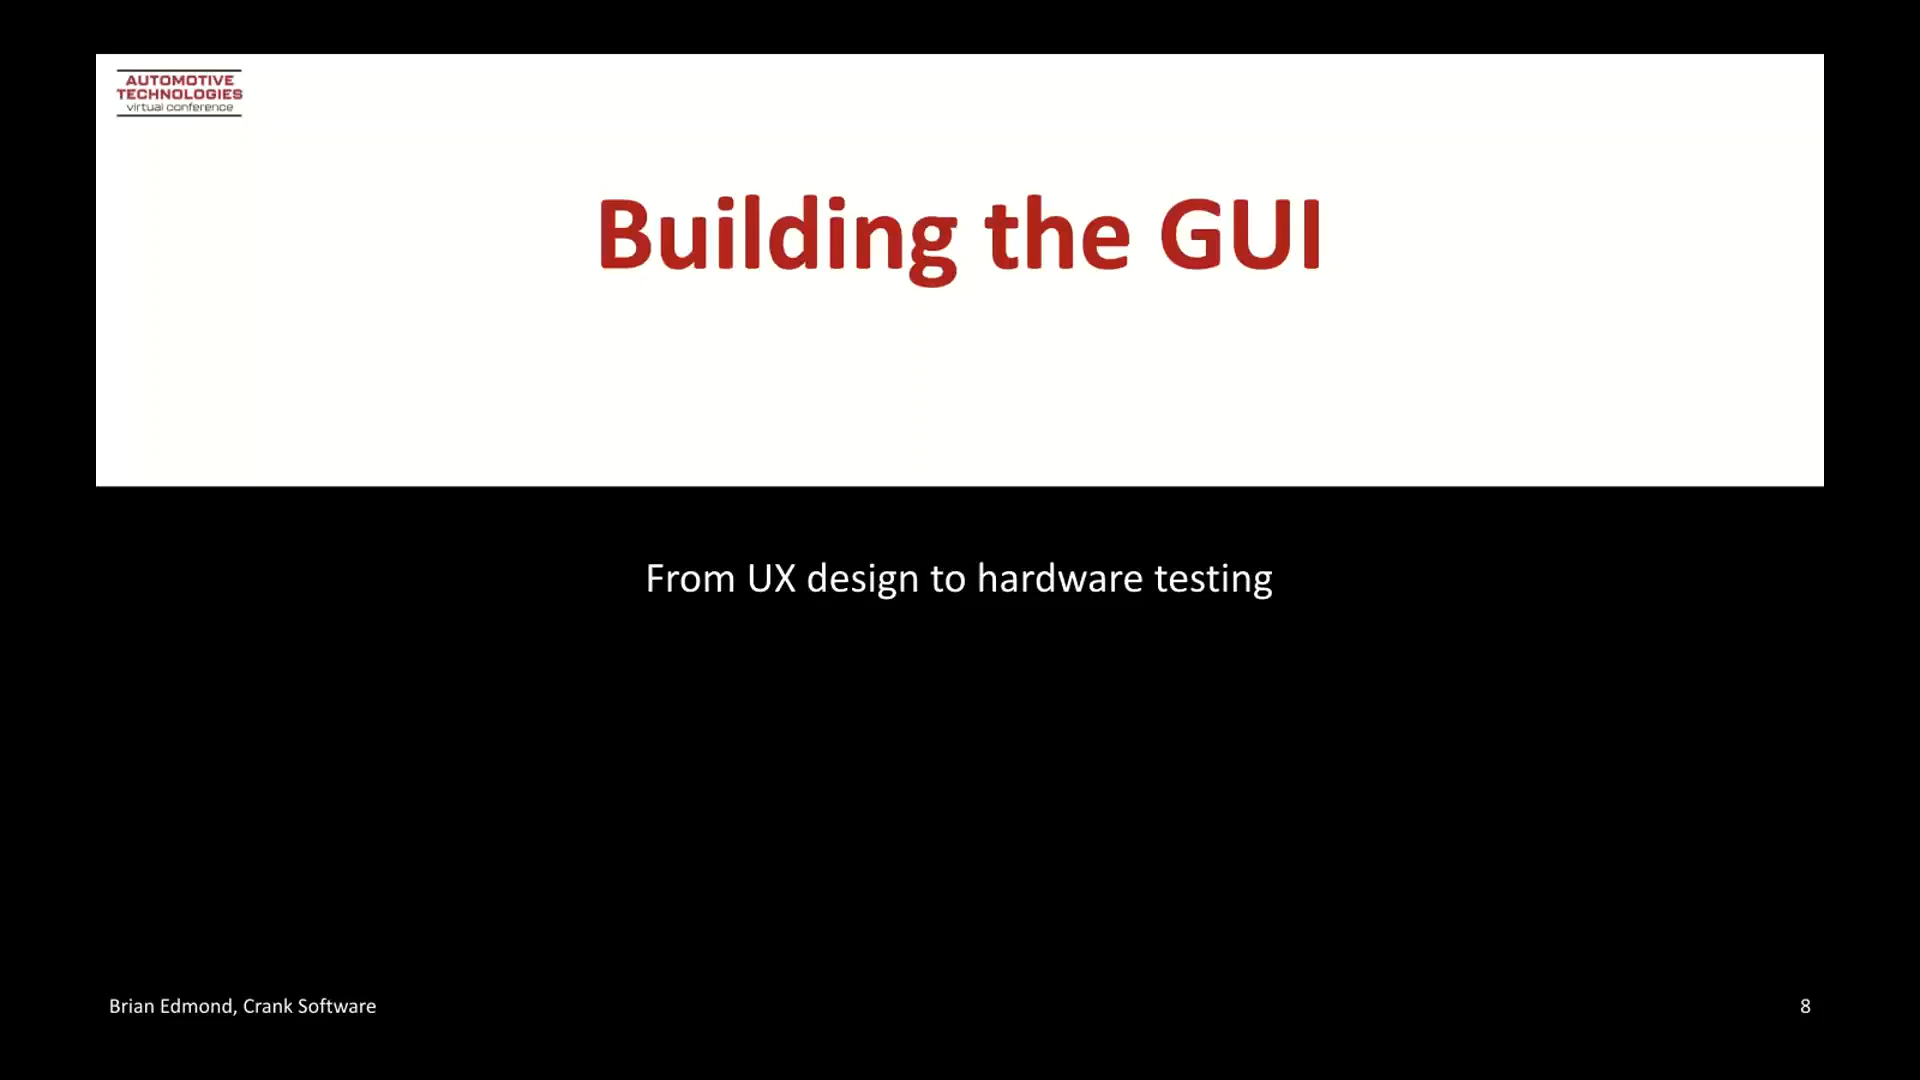 AUTOMOTIVE
TECHNOLOGIES
virtual conference
Building the GUI
From UX design to hardware testing
Brian Edmond, Crank Software
8